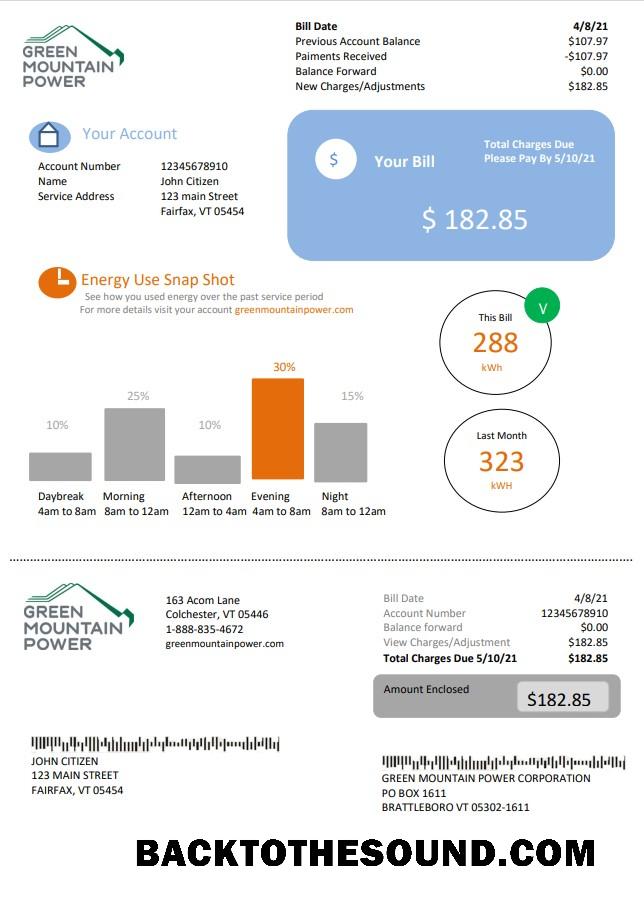 GREEN
MOUNTAIN
POWER
Bill Date 4/8/21
Previous Account Balance $107.97
Paiments Received -$107.97
Balance Forward $0.00
New Charges/Adjustments $182.85
Your Account
Account Number 12345678910
Name John Citizen
Service Address 123 main Street
Fairfax, VT 05454
$ Your Bill
Total Charges Due
Please Pay By 5/10/21
$ 182.85
Energy Use Snap Shot
See how you used energy over the past service period
For more details visit your account greenmountainpower.com
This Bill
288
kWh
V
Last Month
323
kWH
10% 25% 10% 30% 15%
Daybreak Morning Afternoon Evening Night
4am to 8am 8am to 12am 12am to 4am 4am to 8am 8am to 12am
GREEN
MOUNTAIN
POWER
163 Acom Lane
Colchester, VT 05446
1-888-835-4672
greenmountainpower.com
Bill Date 4/8/21
Account Number 12345678910
Balance forward $0.00
View Charges/Adjustment $182.85
Total Charges Due 5/10/21 $182.85
Amount Enclosed $182.85
JOHN CITIZEN
123 MAIN STREET
FAIRFAX, VT 05454
GREEN MOUNTAIN POWER CORPORATION
PO BOX 1611
BRATTLEBORO VT 05302-1611
BACKTOTHESOUND.COM